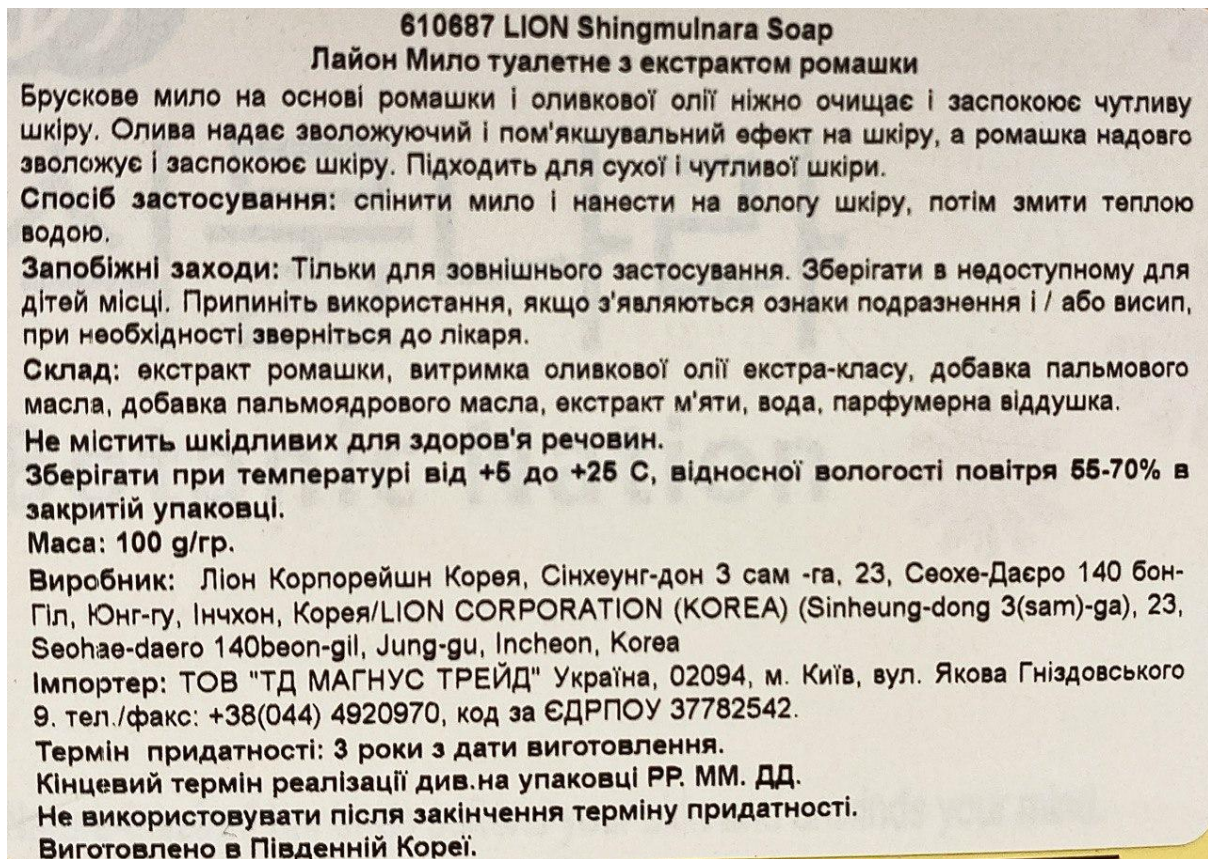 610687 LION Shingmulnara Soap
Лайон Мило туалетне з екстрактом ромашки
Брускове мило на основі ромашки і оливкової олії ніжно очищає і заспокоює чутливу
шкіру. Олива надає зволожуючий і пом'якшувальний ефект на шкіру, а ромашка надовго
зволожує і заспокоює шкіру. Підходить для сухої і чутливої шкіри.
Спосіб застосування: спінити мило і нанести на вологу шкіру, потім змити теплою
водою.
Запобіжні заходи: Тільки для зовнішнього застосування. Зберігати в недоступному для
дітей місці. Припиніть використання, якщо з'являються ознаки подразнення і / або висип,
при необхідності зверніться до лікаря.
Склад: екстракт ромашки, витримка оливкової олії екстра-класу, добавка пальмового
масла, добавка пальмоядрового масла, екстракт м'яти, вода, парфумерна віддушка.
Не містить шкідливих для здоров'я речовин.
Зберігати при температурі від +5 до +25 С, відносної вологості повітря 55-70% в
закритій упаковці.
Маса: 100 g/гр.
Виробник: Ліон Корпорейшн Корея, Сінхеунг-дон 3 сам -га, 23, Сеохе-Даєро 140 бон-
Гіл, Юнг-гу, Інчхон, Корея/LION CORPORATION (KOREA) (Sinheung-dong 3(sam)-ga), 23,
Seohae-daero 140beon-gil, Jung-gu, Incheon, Korea
Імпортер: ТОВ "ТД МАГНУС ТРЕЙД" Україна, 02094, м. Київ, вул. Якова Гніздовського
9. тел./факс: +38(044) 4920970, код за ЄДРПОУ 37782542.
Термін придатності: 3 роки з дати виготовлення.
Кінцевий термін реалізації див.на упаковці РР. ММ. ДД.
Не використовувати після закінчення терміну придатності.
Виготовлено в Південній Кореї.